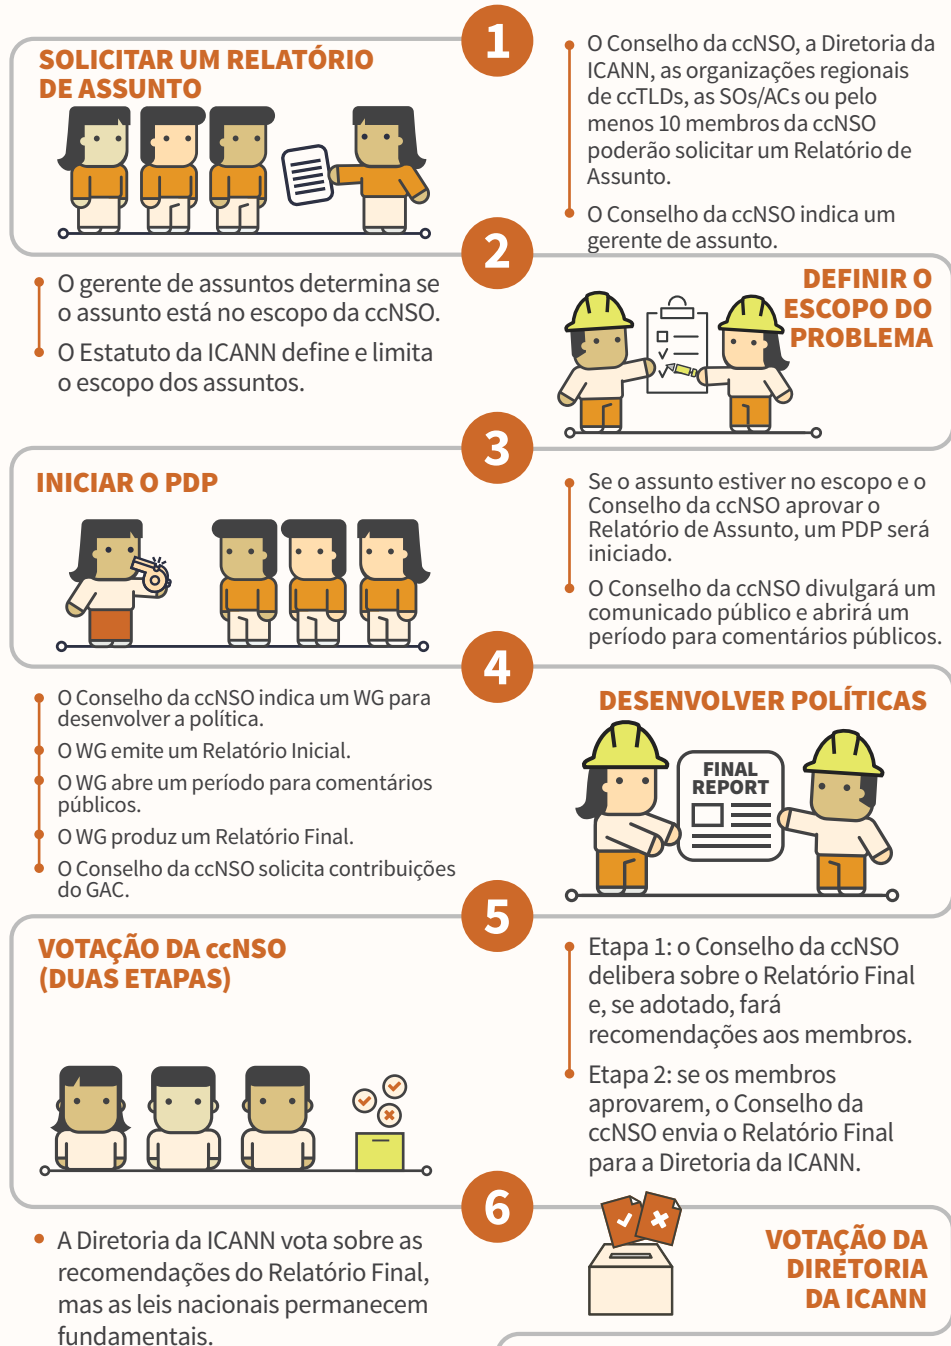 1
SOLICITAR UM RELATÓRIO
DE ASSUNTO
O Conselho da ccNSO, a Diretoria da
ICANN, as organizações regionais
de ccTLDs, as SOs/ACs ou pelo
menos 10 membros da ccNSO
poderão solicitar um Relatório de
Assunto.
O Conselho da ccNSO indica um
gerente de assunto.
2
DEFINIR O
ESCOPO DO
PROBLEMA
O gerente de assuntos determina se
o assunto está no escopo da ccNSO.
O Estatuto da ICANN define e limita
o escopo dos assuntos.
3
INICIAR O PDP
Se o assunto estiver no escopo e o
Conselho da ccNSO aprovar o
Relatório de Assunto, um PDP será
iniciado.
O Conselho da ccNSO divulgará um
comunicado público e abrirá um
período para comentários públicos.
4
DESENVOLVER POLÍTICAS
O Conselho da ccNSO indica um WG para
desenvolver a política.
O WG emite um Relatório Inicial.
O WG abre um período para comentários
públicos.
O WG produz um Relatório Final.
O Conselho da ccNSO solicita contribuições
do GAC.
FINAL
REPORT
5
VOTAÇÃO DA ccNSO
(DUAS ETAPAS)
Etapa 1: o Conselho da ccNSO
delibera sobre o Relatório Final
e, se adotado, fará
recomendações aos membros.
Etapa 2: se os membros
aprovarem, o Conselho da
ccNSO envia o Relatório Final
para a Diretoria da ICANN.
6
VOTAÇÃO DA
DIRETORIA
DA ICANN
A Diretoria da ICANN vota sobre as
recomendações do Relatório Final,
mas as leis nacionais permanecem
fundamentais.